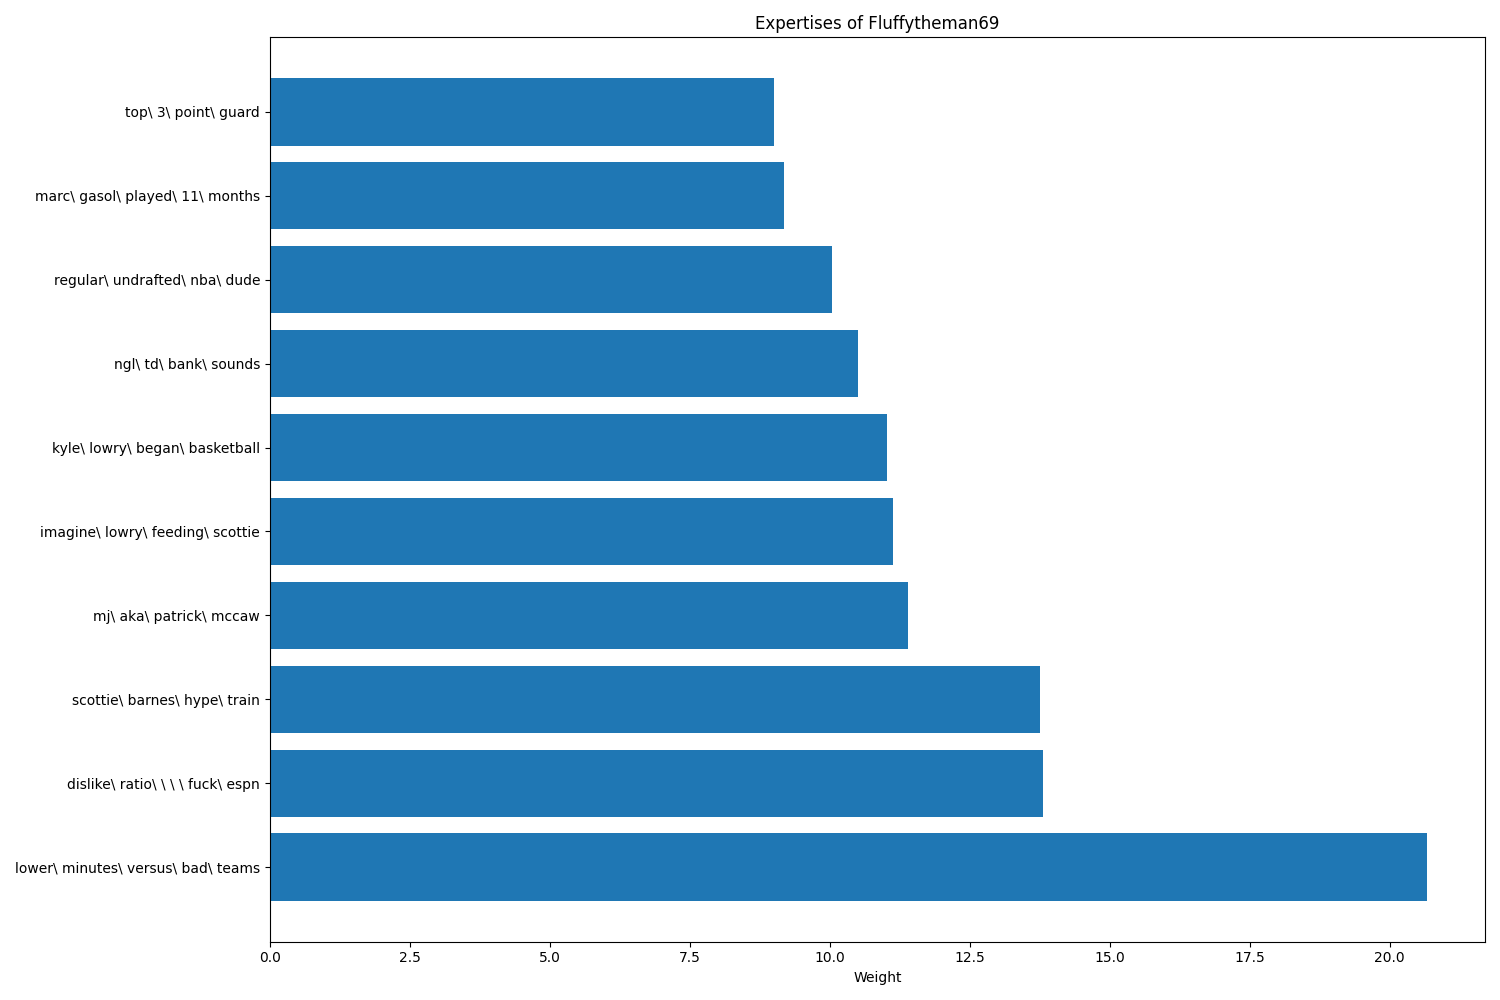 Expertises of Fluffytheman69
top\ 3\ point\ guard
marc\ gasol\ played\ 11\ months
regular\ undrafted\ nba\ dude
ngl\ td\ bank\ sounds
kyle\ lowry\ began\ basketball
imagine\ lowry\ feeding\ scottie
mj\ aka\ patrick\ mccaw
scottie\ barnes\ hype\ train
dislike\ ratio\ \ \ \ fuck\ espn
lower\ minutes\ versus\ bad\ teams
0.0 2.5 5.0 7.5 10.0 12.5 15.0 17.5 20.0
Weight